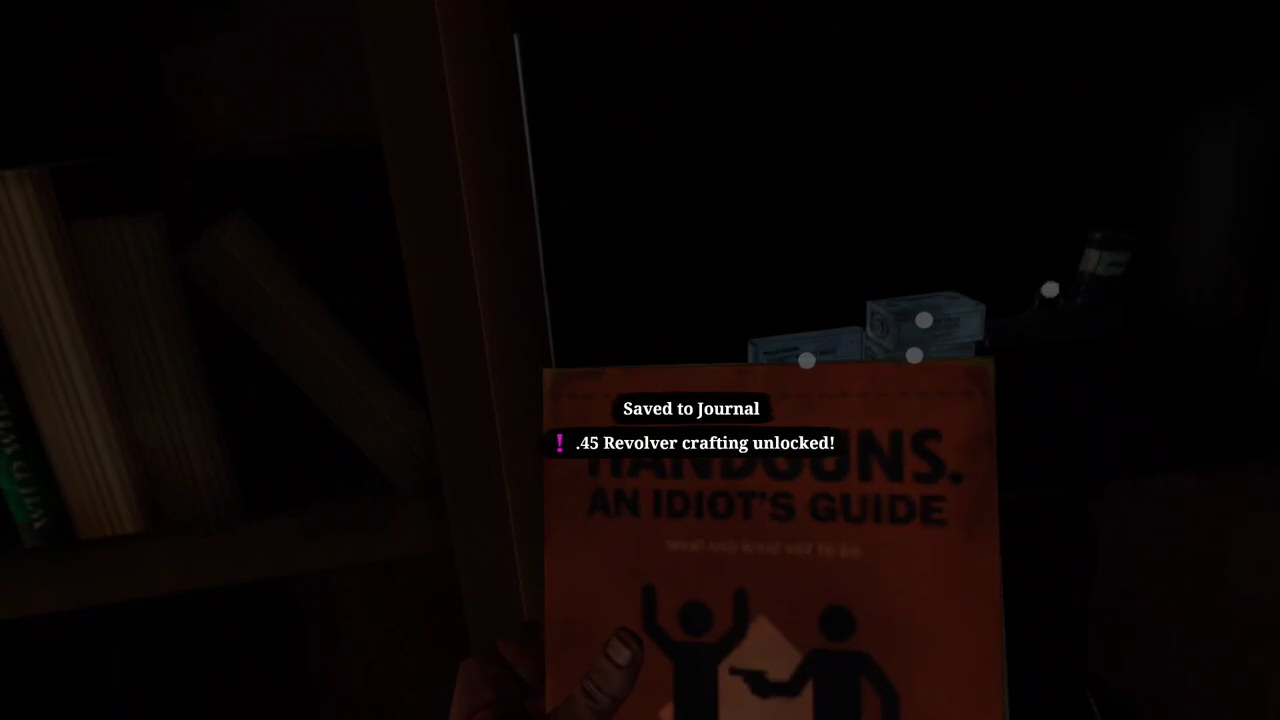 Saved to Journal
! .45 Revolver crafting unlocked!
HANDGUNS.
AN IDIOT'S GUIDE